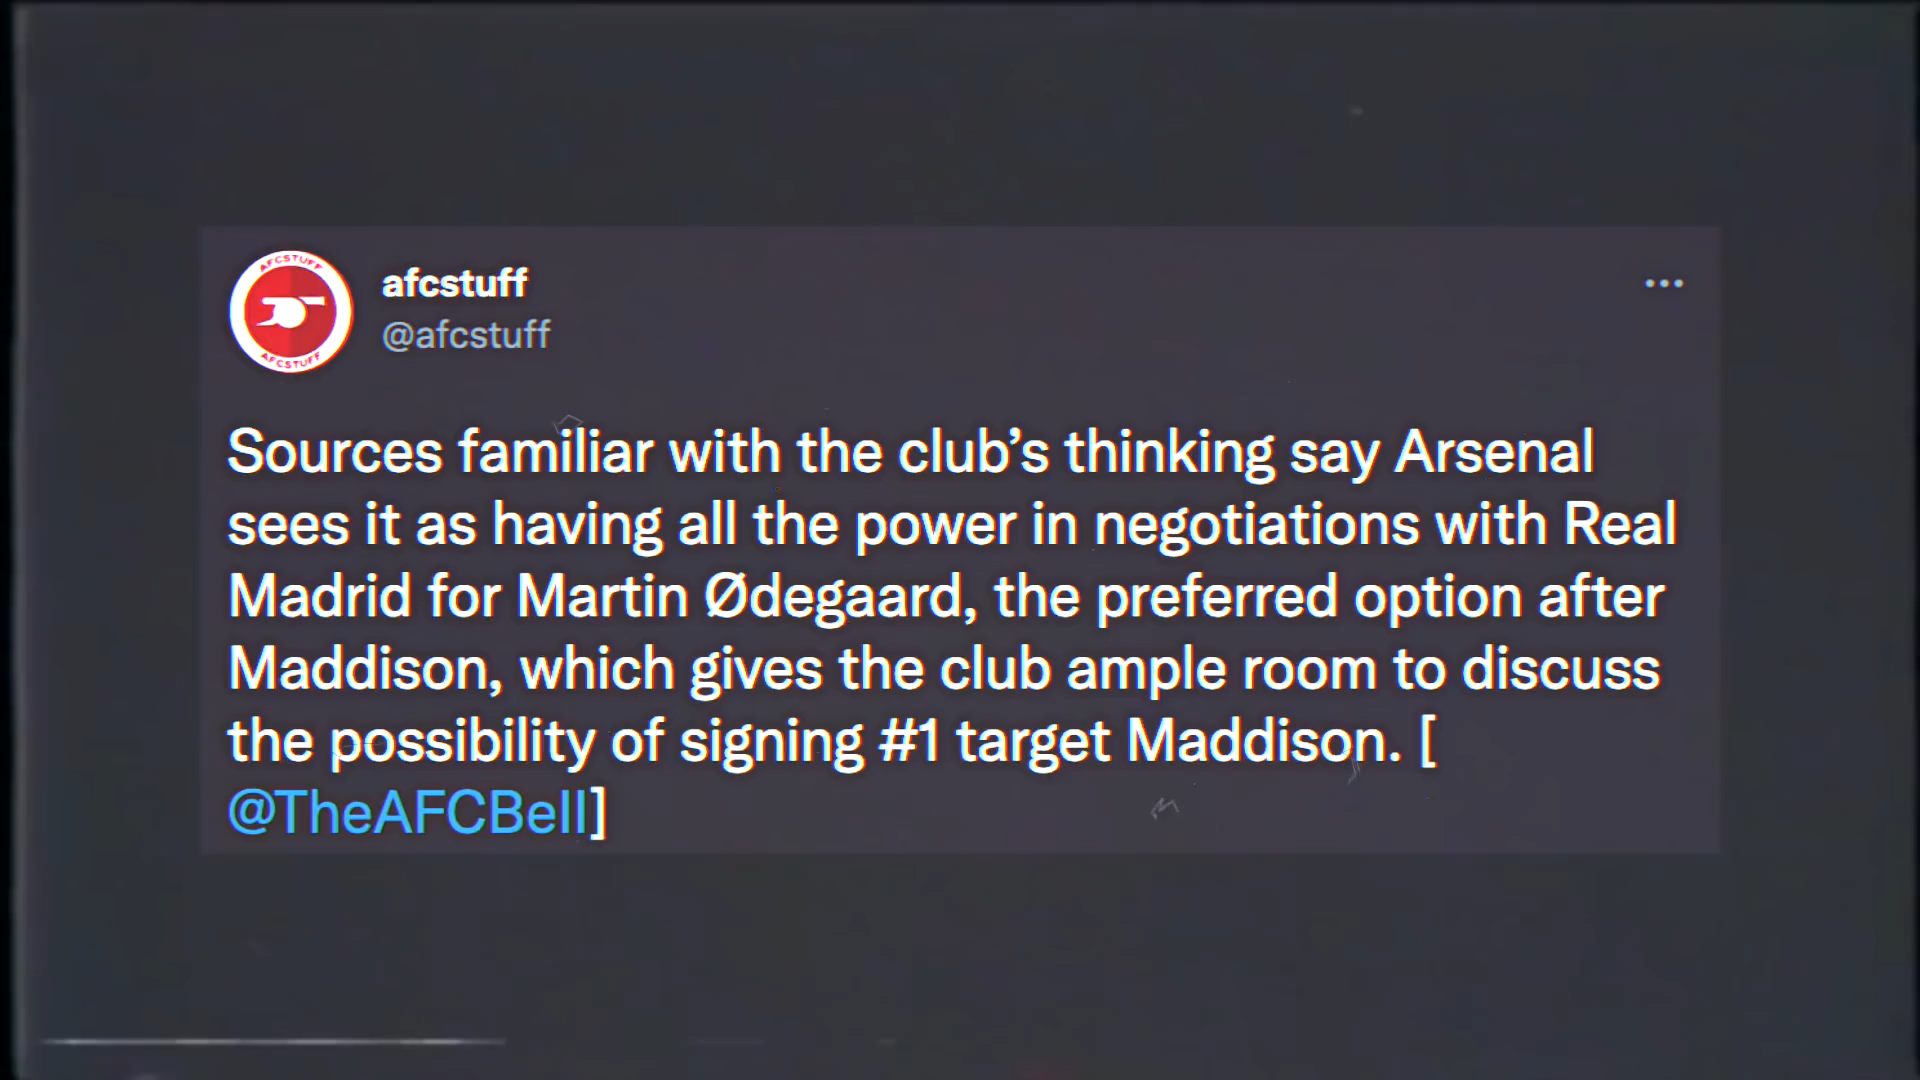 AFCSTUFF
AFCSTUFF
afcstuff
@afcstuff
Sources familiar with the club’s thinking say Arsenal
sees it as having all the power in negotiations with Real
Madrid for Martin Ødegaard, the preferred option after
Maddison, which gives the club ample room to discuss
the possibility of signing #1 target Maddison. [
@TheAFCBell]